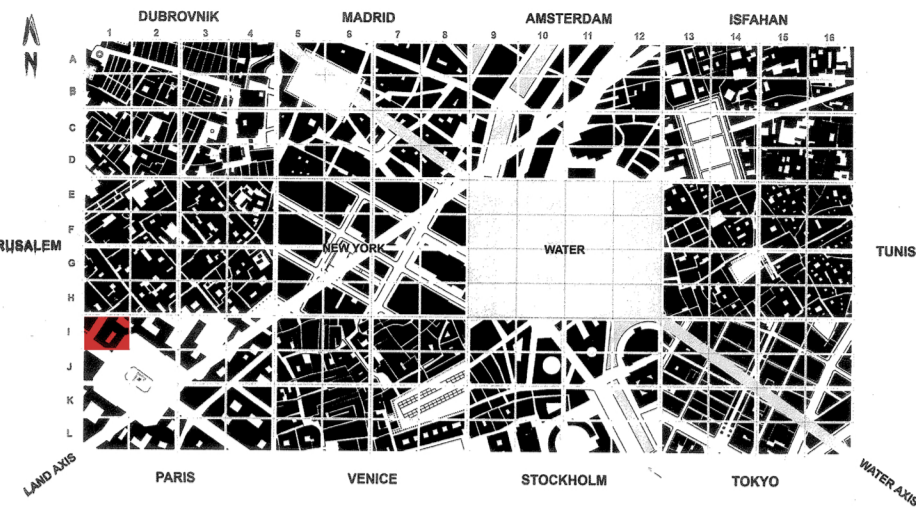 DUBROVNIK MADRID AMSTERDAM ISFAHAN
1 2 3 4 5 6 7 8 9 10 11 12 13 14 15 16
N
A
B
C
D
E
F
RUSALEM NEW YORK WATER TUNIS
G
H
I
J
K
L
LAND AXIS PARIS VENICE STOCKHOLM TOKYO WATER AXIS